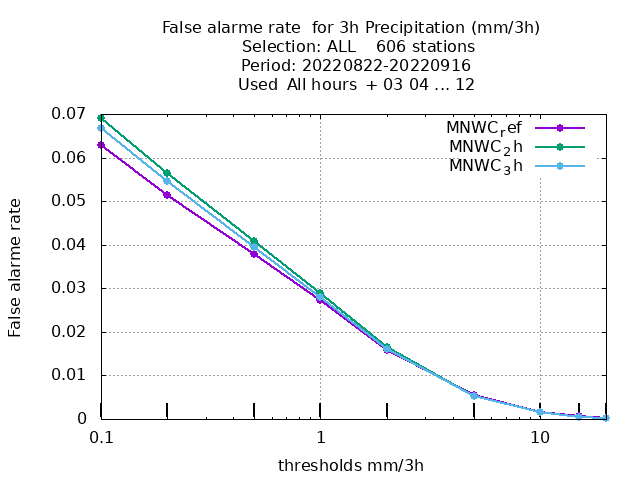 False alarme rate  for 3h Precipitation (mm/3h)
Selection: ALL    606 stations
Period: 20220822-20220916
Used  All hours  + 03 04 ... 12
MNWC_ref
MNWC_2h
MNWC_3h
0.07
0.06
0.05
0.04
0.03
0.02
0.01
0
False alarme rate
0.1
1
10
thresholds mm/3h